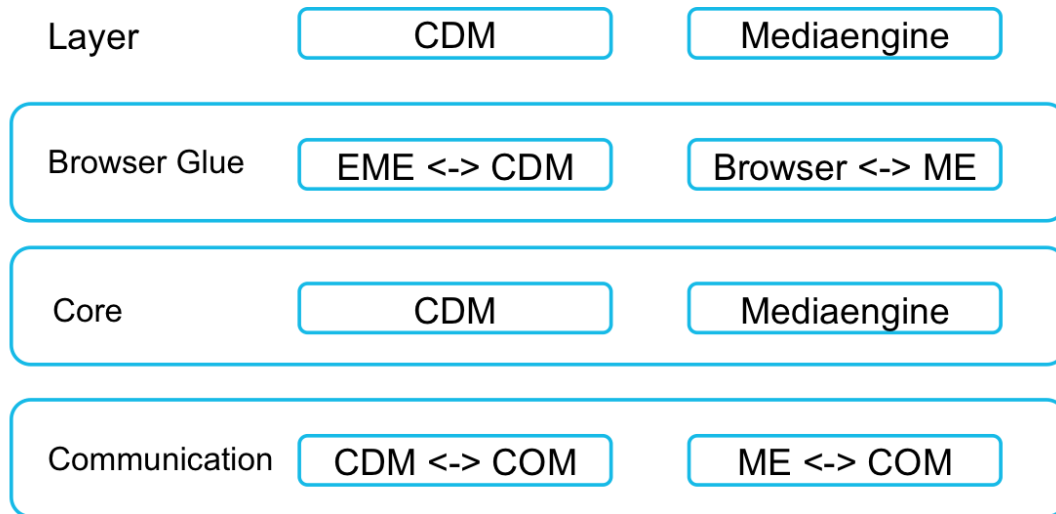 Layer CDM Mediaengine
Browser Glue EME <-> CDM Browser <-> ME
Core CDM Mediaengine
Communication CDM <-> COM ME <-> COM